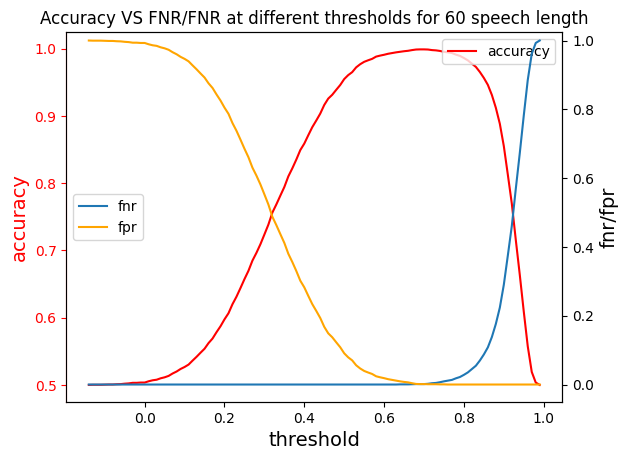 Accuracy VS FNR/FNR at different thresholds for 60 speech length
1.0
0.9
0.8
0.7
0.6
0.5
accuracy
accuracy
fnr
fpr
1.0
0.8
0.6
0.4
0.2
0.0
fnr/fpr
0.0
0.2
0.4
0.6
0.8
1.0
threshold